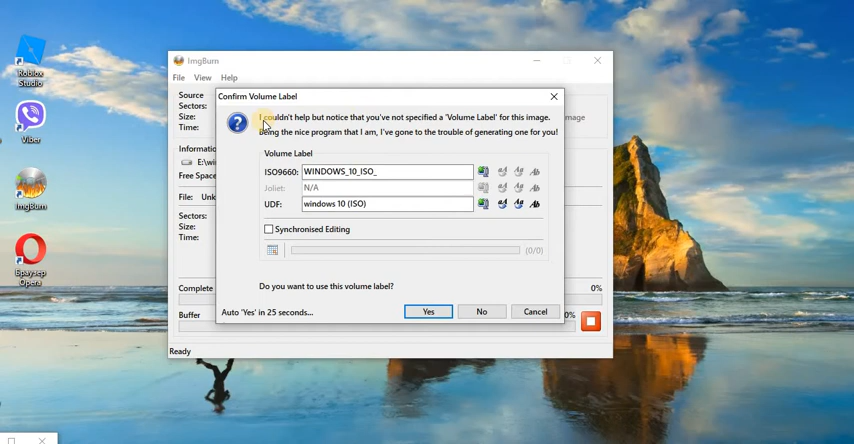 Roblox
Studio
Viber
ImgBurn
Браузер
Opera
ImgBurn
File View Help
Source
Sectors:
Size:
Time:
Informatio
E:\wi
Free Space
File: Unk
Sectors:
Size:
Time:
Complete
0%
Buffer
0%
Ready
mage
Confirm Volume Label
I couldn't help but notice that you've not specified a 'Volume Label' for this image.
Being the nice program that I am, I've gone to the trouble of generating one for you!
Volume Label
ISO9660: WINDOWS_10_ISO_
Joliet: N/A
UDF: windows 10 (ISO)
Synchronised Editing
(0/0)
Do you want to use this volume label?
Auto 'Yes' in 25 seconds...
Yes No Cancel